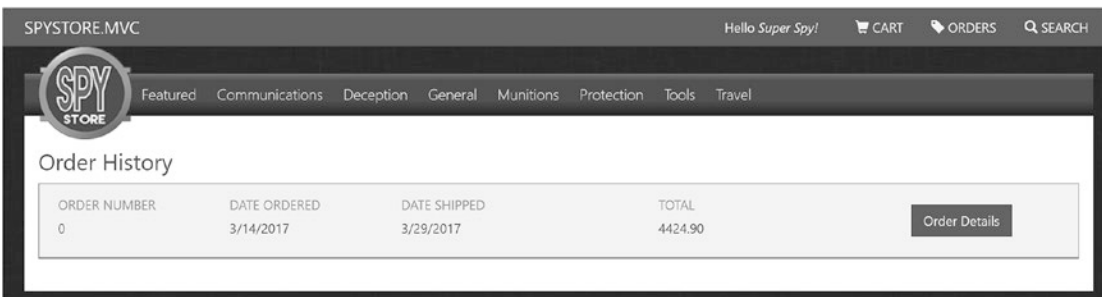 SPYSTORE.MVC Hello Super Spy! CART ORDERS SEARCH
SPY
STORE
Featured Communications Deception General Munitions Protection Tools Travel
Order History
ORDER NUMBER DATE ORDERED DATE SHIPPED TOTAL
0 3/14/2017 3/29/2017 4424.90
Order Details